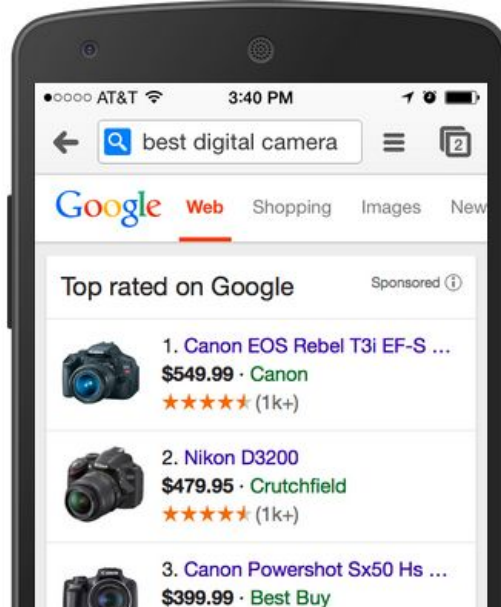 AT&T 3:40 PM
best digital camera 2
Google Web Shopping Images New
Top rated on Google Sponsored
1. Canon EOS Rebel T3i EF-S ...
$549.99 · Canon
(1k+)
2. Nikon D3200
$479.95 · Crutchfield
(1k+)
3. Canon Powershot Sx50 Hs ...
$399.99 · Best Buy